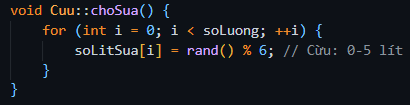 void Cuu::choSua() {
    for (int i = 0; i < soLuong; ++i) {
        soLitSua[i] = rand() % 6; // Cừu: 0-5 lít
    }
}